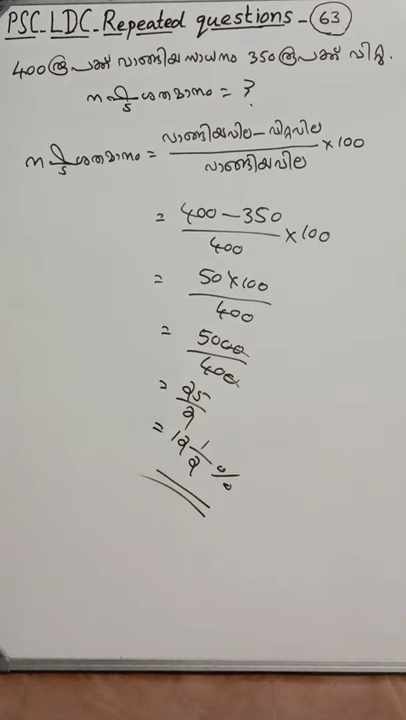 PSC-LDC-Repeated questions - 63
400രൂപക്ക് വാങ്ങിയ സാധനം 350രൂപക്ക് വിറ്റു.
നഷ്ടശതമാനം = ?
നഷ്ടശതമാനം = വാങ്ങിയവില - വിറ്റവില / വാങ്ങിയവില × 100
= 400 - 350 / 400 × 100
= 50 × 100 / 400
= 5000 / 400
= 25 / 2
= 12 1/2 %